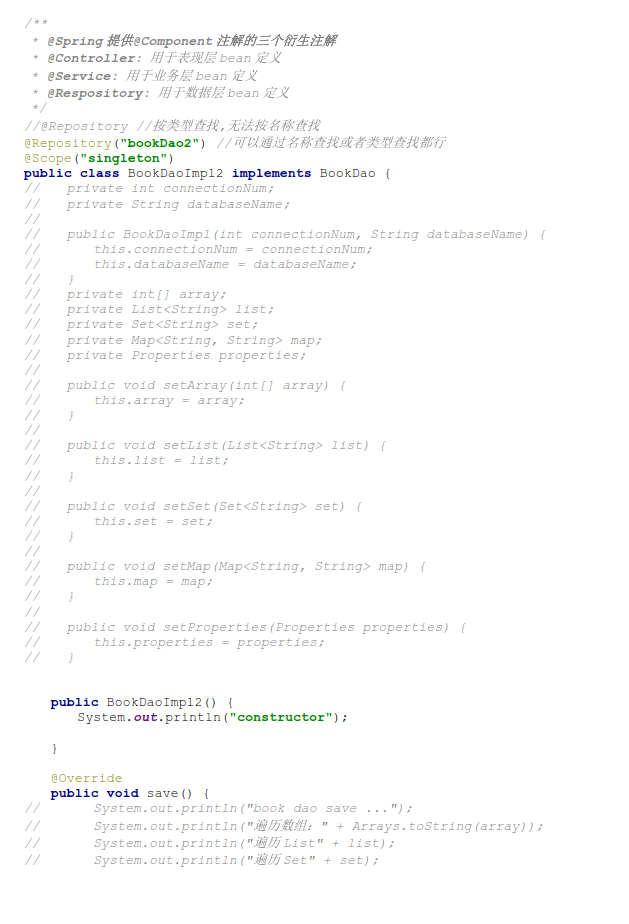 /**
 * @Spring 提供@Component 注解的三个衍生注解
 * @Controller: 用于表现层 bean 定义
 * @Service: 用于业务层 bean 定义
 * @Respository: 用于数据层 bean 定义
 */
//@Repository //按类型查找,无法按名称查找
@Repository("bookDao2") //可以通过名称查找或者类型查找都行
@Scope("singleton")
public class BookDaoImpl2 implements BookDao {
//    private int connectionNum;
//    private String databaseName;
//
//    public BookDaoImpl(int connectionNum, String databaseName) {
//        this.connectionNum = connectionNum;
//        this.databaseName = databaseName;
//    }
//    private int[] array;
//    private List<String> list;
//    private Set<String> set;
//    private Map<String, String> map;
//    private Properties properties;
//
//    public void setArray(int[] array) {
//        this.array = array;
//    }
//
//    public void setList(List<String> list) {
//        this.list = list;
//    }
//
//    public void setSet(Set<String> set) {
//        this.set = set;
//    }
//
//    public void setMap(Map<String, String> map) {
//        this.map = map;
//    }
//
//    public void setProperties(Properties properties) {
//        this.properties = properties;
//    }
    public BookDaoImpl2() {
        System.out.println("constructor");
    }
    @Override
    public void save() {
//        System.out.println("book dao save ...");
//        System.out.println("遍历数组: " + Arrays.toString(array));
//        System.out.println("遍历 List" + list);
//        System.out.println("遍历 Set" + set);